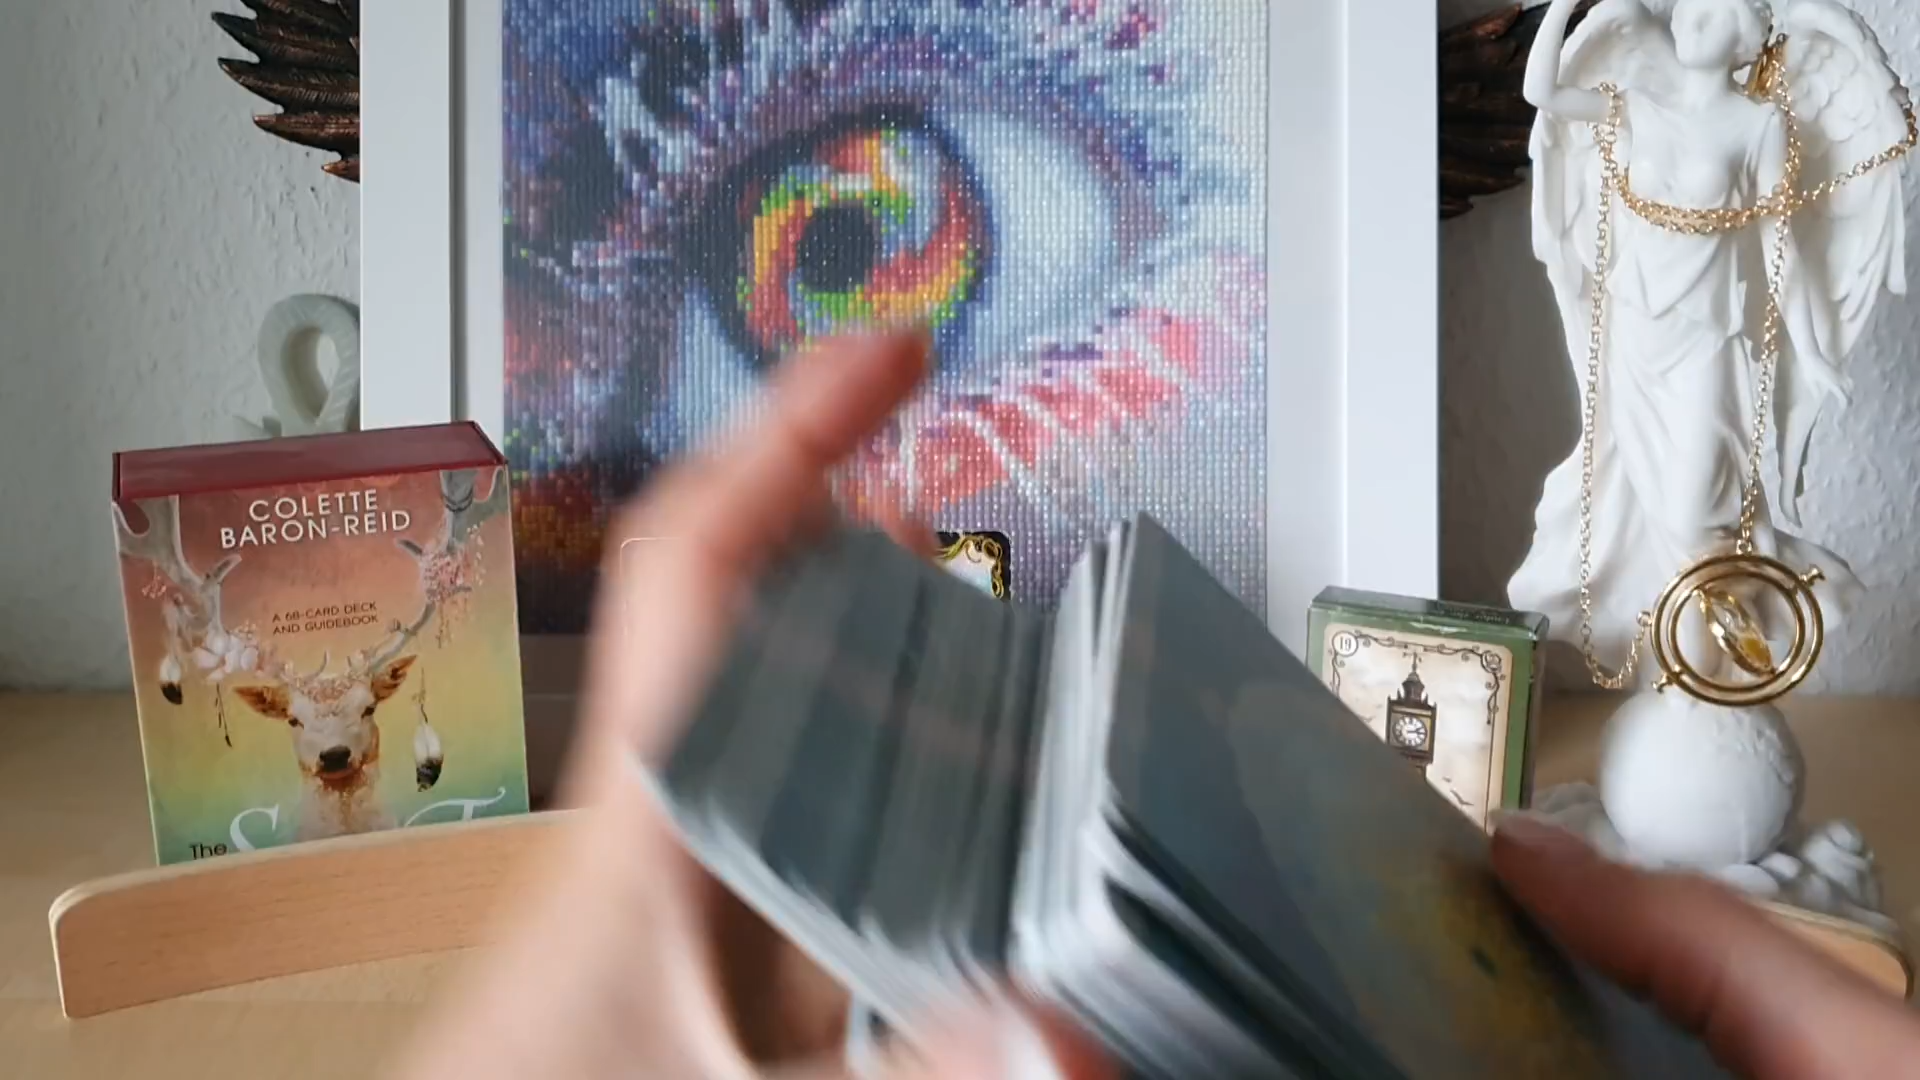 COLETTE
BARON-REID
A 68-CARD DECK
AND GUIDEBOOK
The
19